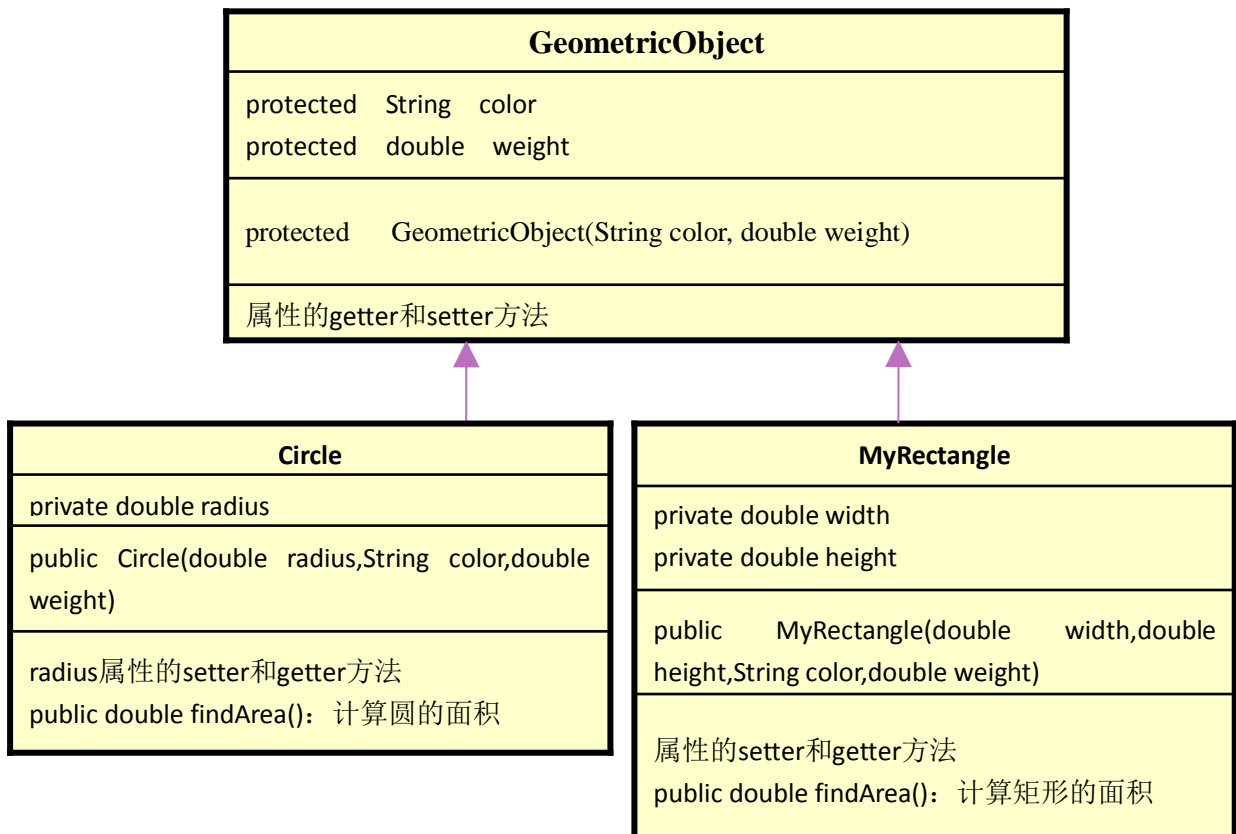 GeometricObject
protected String color
protected double weight
protected GeometricObject(String color, double weight)
属性的getter和setter方法
Circle
private double radius
public Circle(double radius,String color,double
weight)
radius属性的setter和getter方法
public double findArea()：计算圆的面积
MyRectangle
private double width
private double height
public MyRectangle(double width,double
height,String color,double weight)
属性的setter和getter方法
public double findArea()：计算矩形的面积